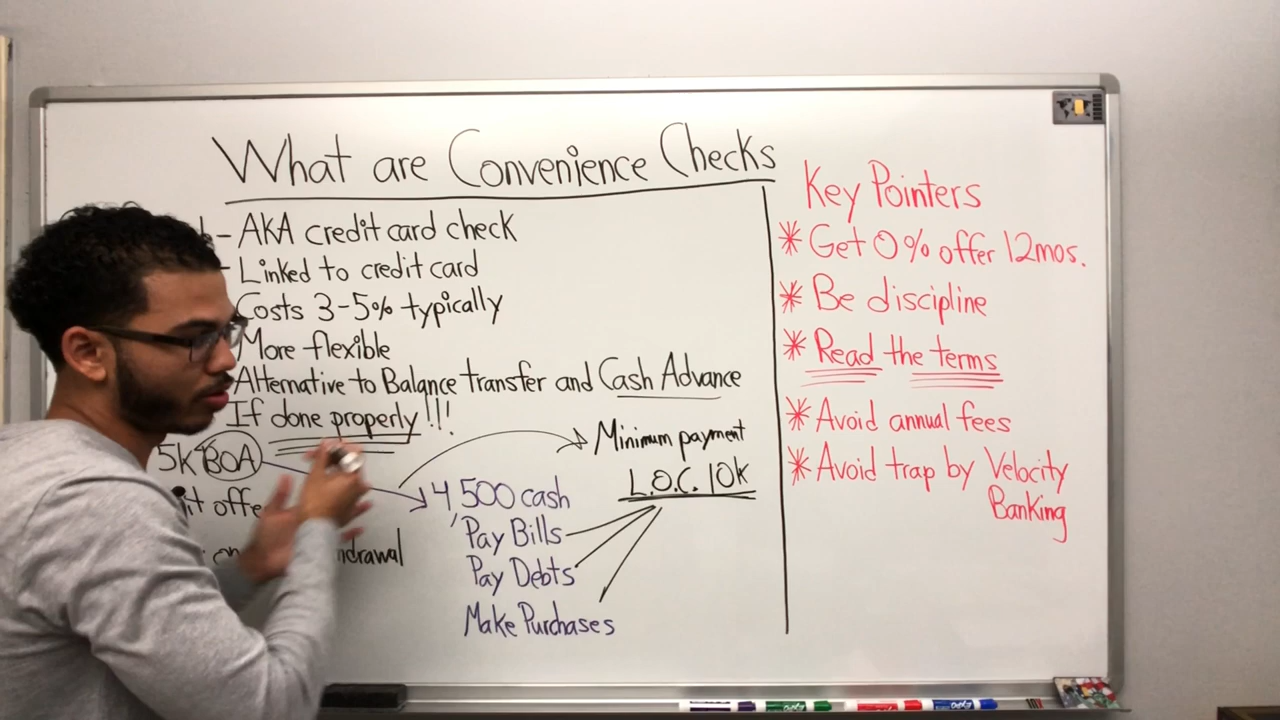 What are Convenience Checks
- AKA credit card check
- Linked to credit card
Costs 3-5% typically
More flexible
Alternative to Balance transfer and Cash Advance
If done properly!!!
5k BOA
Minimum payment
L.O.C. 10k
4,500 cash
Pay Bills
Pay Debts
Make Purchases
Key Pointers
* Get 0% offer 12mos.
* Be discipline
* Read the terms
* Avoid annual fees
* Avoid trap by Velocity
Banking